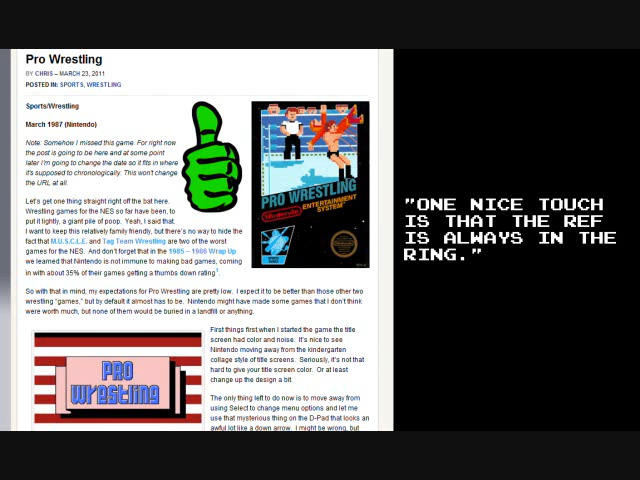 Pro Wrestling
BY CHRIS – MARCH 23, 2011
POSTED IN: SPORTS, WRESTLING
Sports/Wrestling
March 1987 (Nintendo)
Note: Somehow I missed this game. For right now
the post is going to be here and at some point
later I'm going to change the date so it fits in where
it's supposed to chronologically. This won't change
the URL at all.
Let's get one thing straight right off the bat here.
Wrestling games for the NES so far have been, to
put it lightly, a giant pile of poop. Yeah, I said that.
I want to keep this relatively family friendly, but there's no way to hide the
fact that M.U.S.C.L.E. and Tag Team Wrestling are two of the worst
games for the NES. And don't forget that in the 1985 – 1986 Wrap Up
we learned that Nintendo is not immune to making bad games, coming
in with about 35% of their games getting a thumbs down rating1.
PRO WRESTLING
Nintendo
ENTERTAINMENT
SYSTEM
So with that in mind, my expectations for Pro Wrestling are pretty low. I expect it to be better than those other two
wrestling "games," but by default it almost has to be. Nintendo might have made some games that I don't think
were worth much, but none of them would be buried in a landfill or anything.
PRO
Wrestling
First things first when I started the game the title
screen had color and noise. It's nice to see
Nintendo moving away from the kindergarten
collage style of title screens. Seriously, it's not that
hard to give your title screen color. Or at least
change up the design a bit
The only thing left to do now is to move away from
using Select to change menu options and let me
use that mysterious thing on the D-Pad that looks an
awful lot like a down arrow. I might be wrong, but
"ONE NICE TOUCH
IS THAT THE REF
IS ALWAYS IN THE
RING."